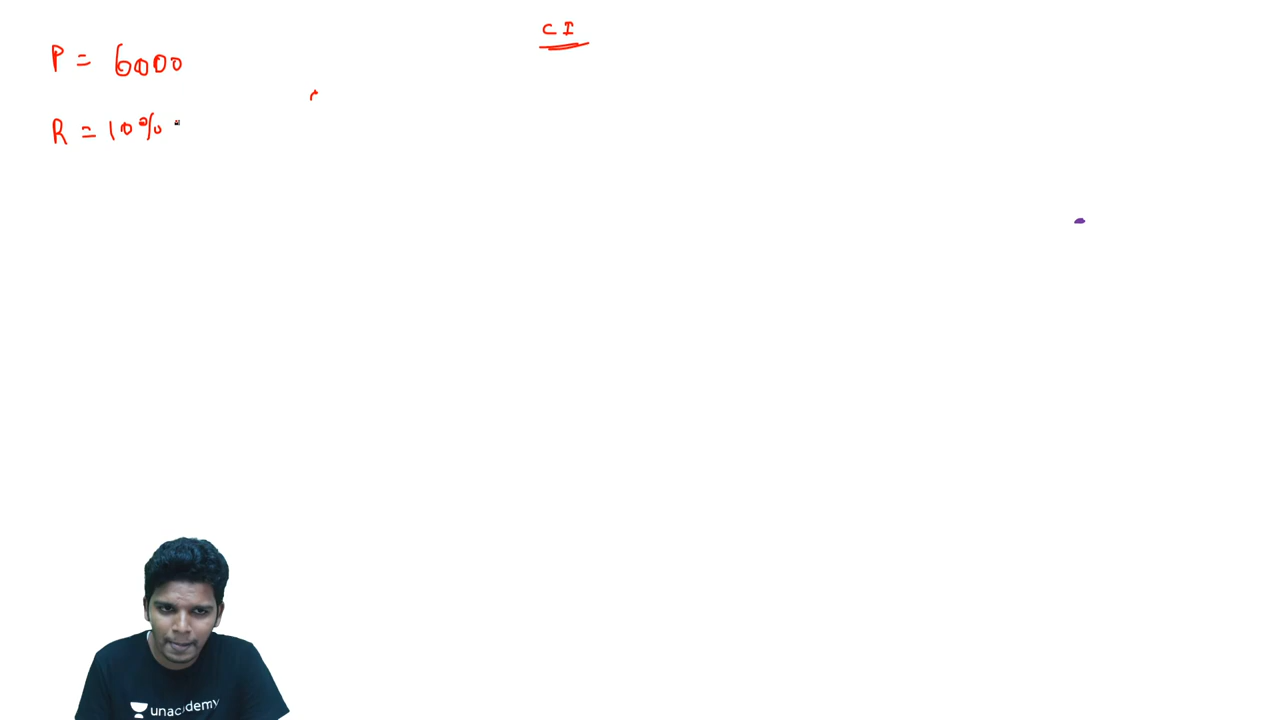 CI
P = 6000
R = 10%
unacademy